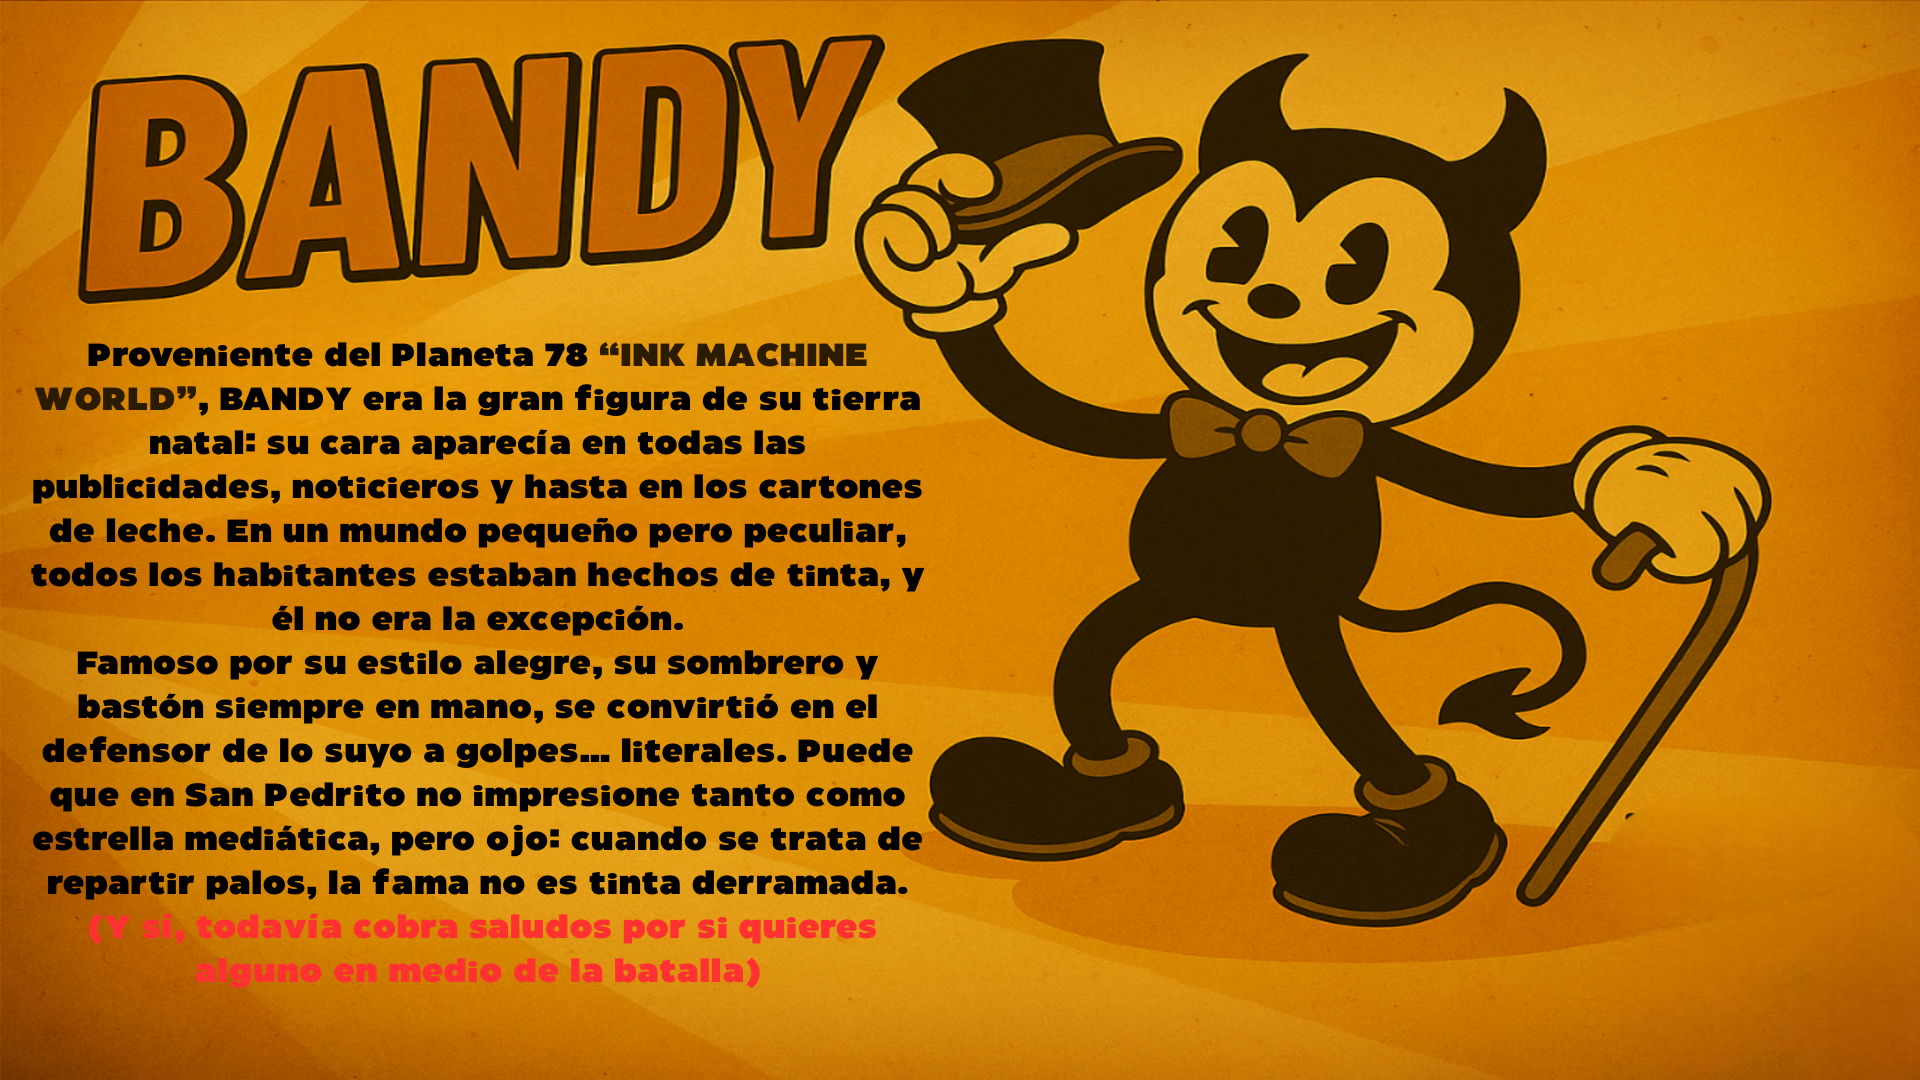 BANDY
Proveniente del Planeta 78 “INK MACHINE
WORLD”, BANDY era la gran figura de su tierra
natal: su cara aparecía en todas las
publicidades, noticieros y hasta en los cartones
de leche. En un mundo pequeño pero peculiar,
todos los habitantes estaban hechos de tinta, y
él no era la excepción.
Famoso por su estilo alegre, su sombrero y
bastón siempre en mano, se convirtió en el
defensor de lo suyo a golpes... literales. Puede
que en San Pedrito no impresione tanto como
estrella mediática, pero ojo: cuando se trata de
repartir palos, la fama no es tinta derramada.
(Y sí, todavía cobra saludos por si quieres
alguno en medio de la batalla)